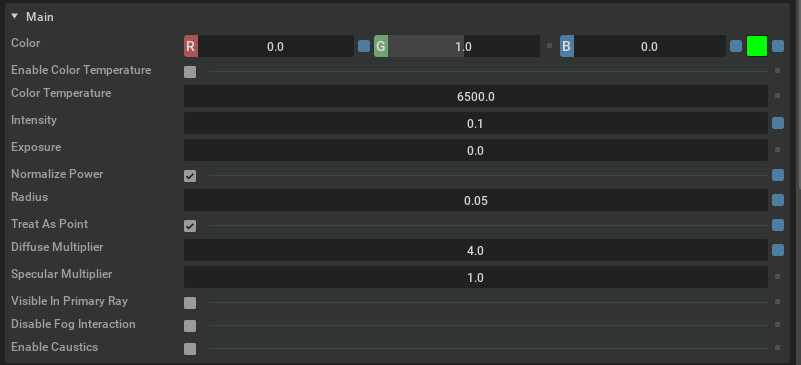 Main
Color R 0.0 G 1.0 B 0.0
Enable Color Temperature
Color Temperature 6500.0
Intensity 0.1
Exposure 0.0
Normalize Power
Radius 0.05
Treat As Point
Diffuse Multiplier 4.0
Specular Multiplier 1.0
Visible In Primary Ray
Disable Fog Interaction
Enable Caustics